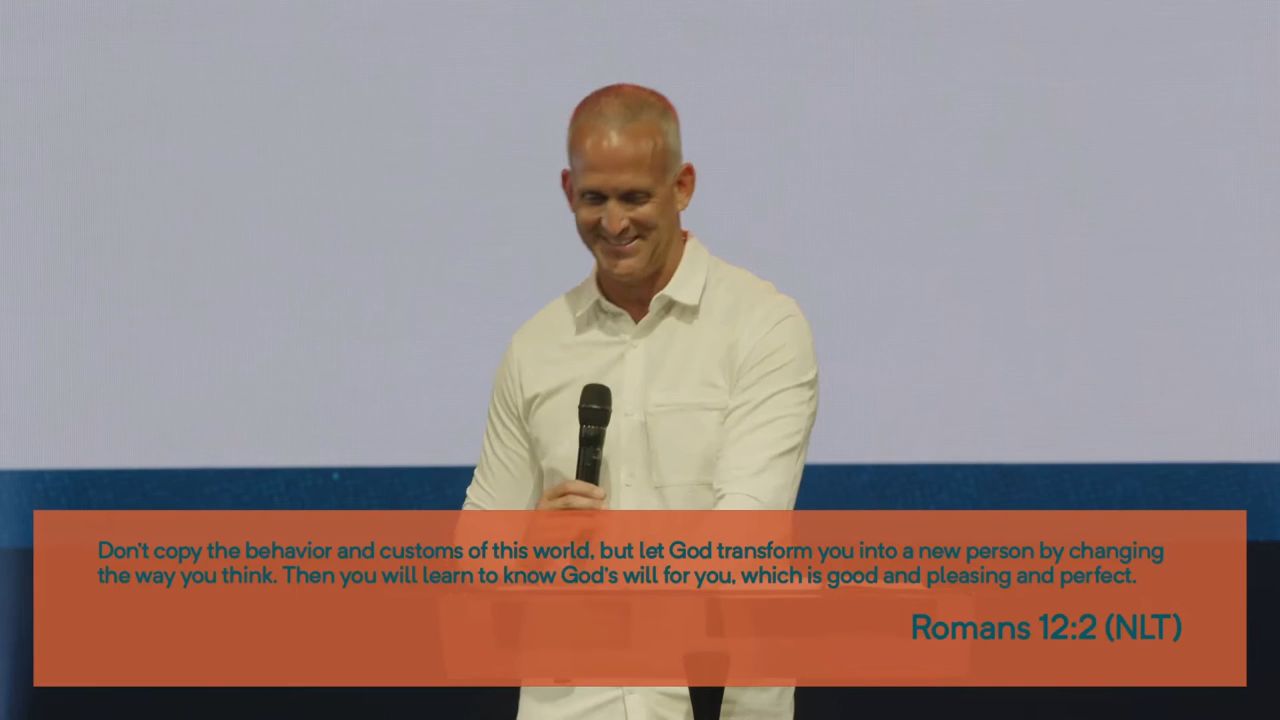 Don't copy the behavior and customs of this world, but let God transform you into a new person by changing
the way you think. Then you will learn to know God's will for you, which is good and pleasing and perfect.
Romans 12:2 (NLT)